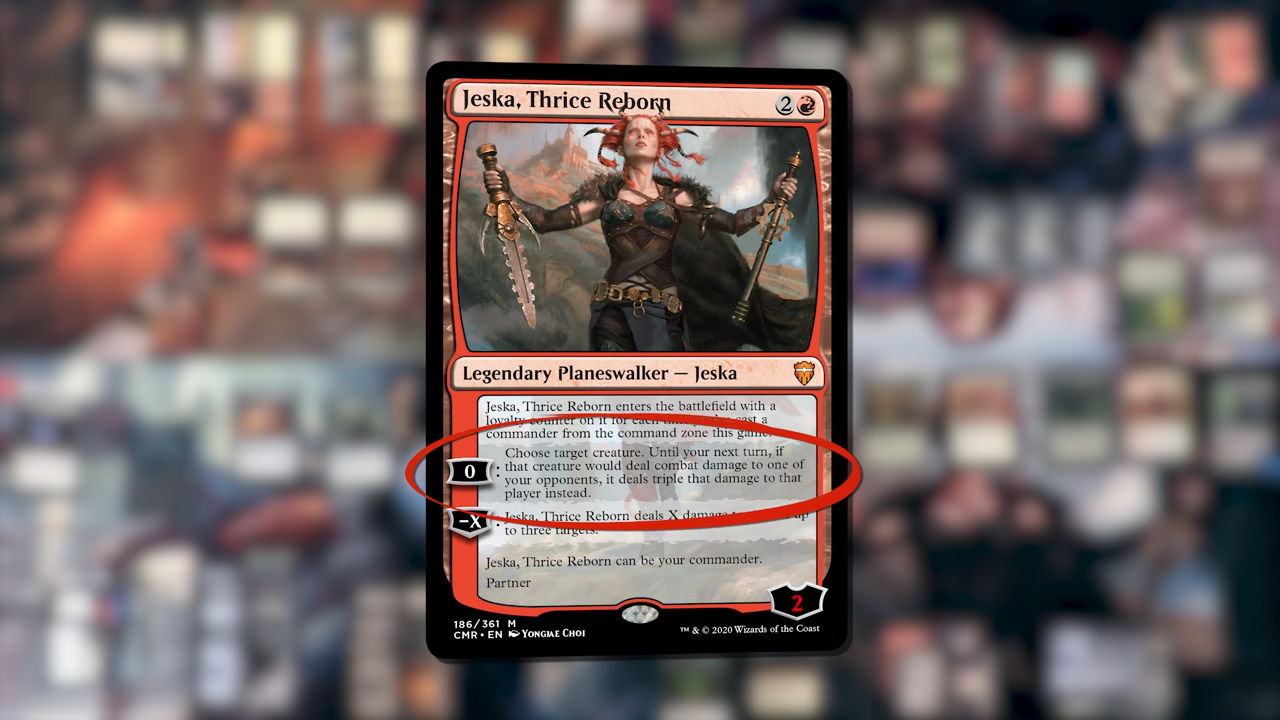 Jeska, Thrice Reborn
2
Legendary Planeswalker — Jeska
Jeska, Thrice Reborn enters the battlefield with a
loyalty counter on it for each cast a
commander from the command zone this game.
0 : Choose target creature. Until your next turn, if
that creature would deal combat damage to one of
your opponents, it deals triple that damage to that
player instead.
−X : Jeska, Thrice Reborn deals X damage up
to three targets.
Jeska, Thrice Reborn can be your commander.
Partner
2
186/361 M
CMR • EN Yongjae Choi
™ & © 2020 Wizards of the Coast